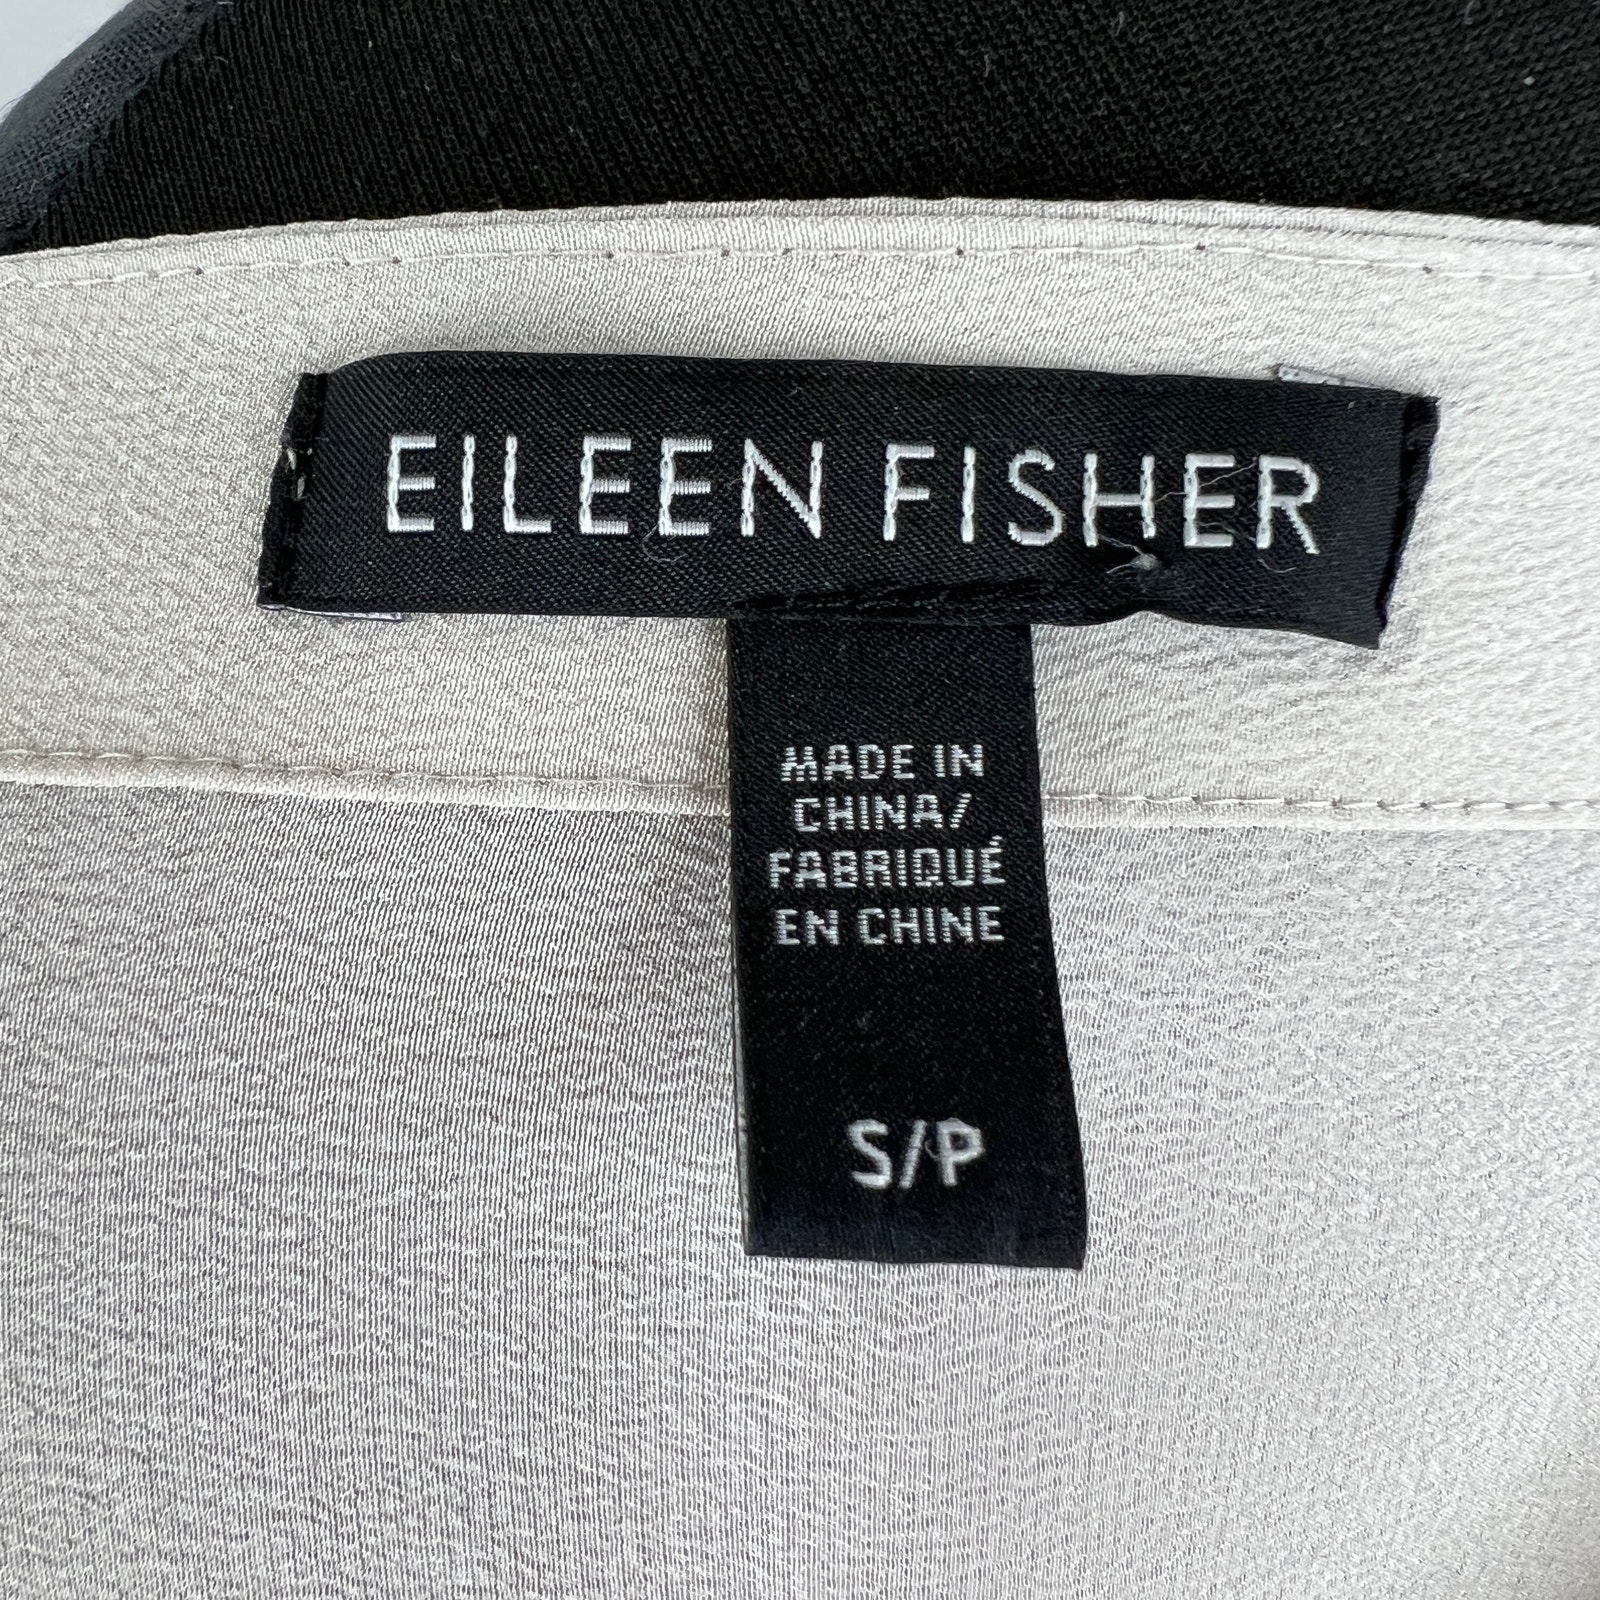 EILEEN FISHER
MADE IN
CHINA/
FABRIQUÉ
EN CHINE
S/P